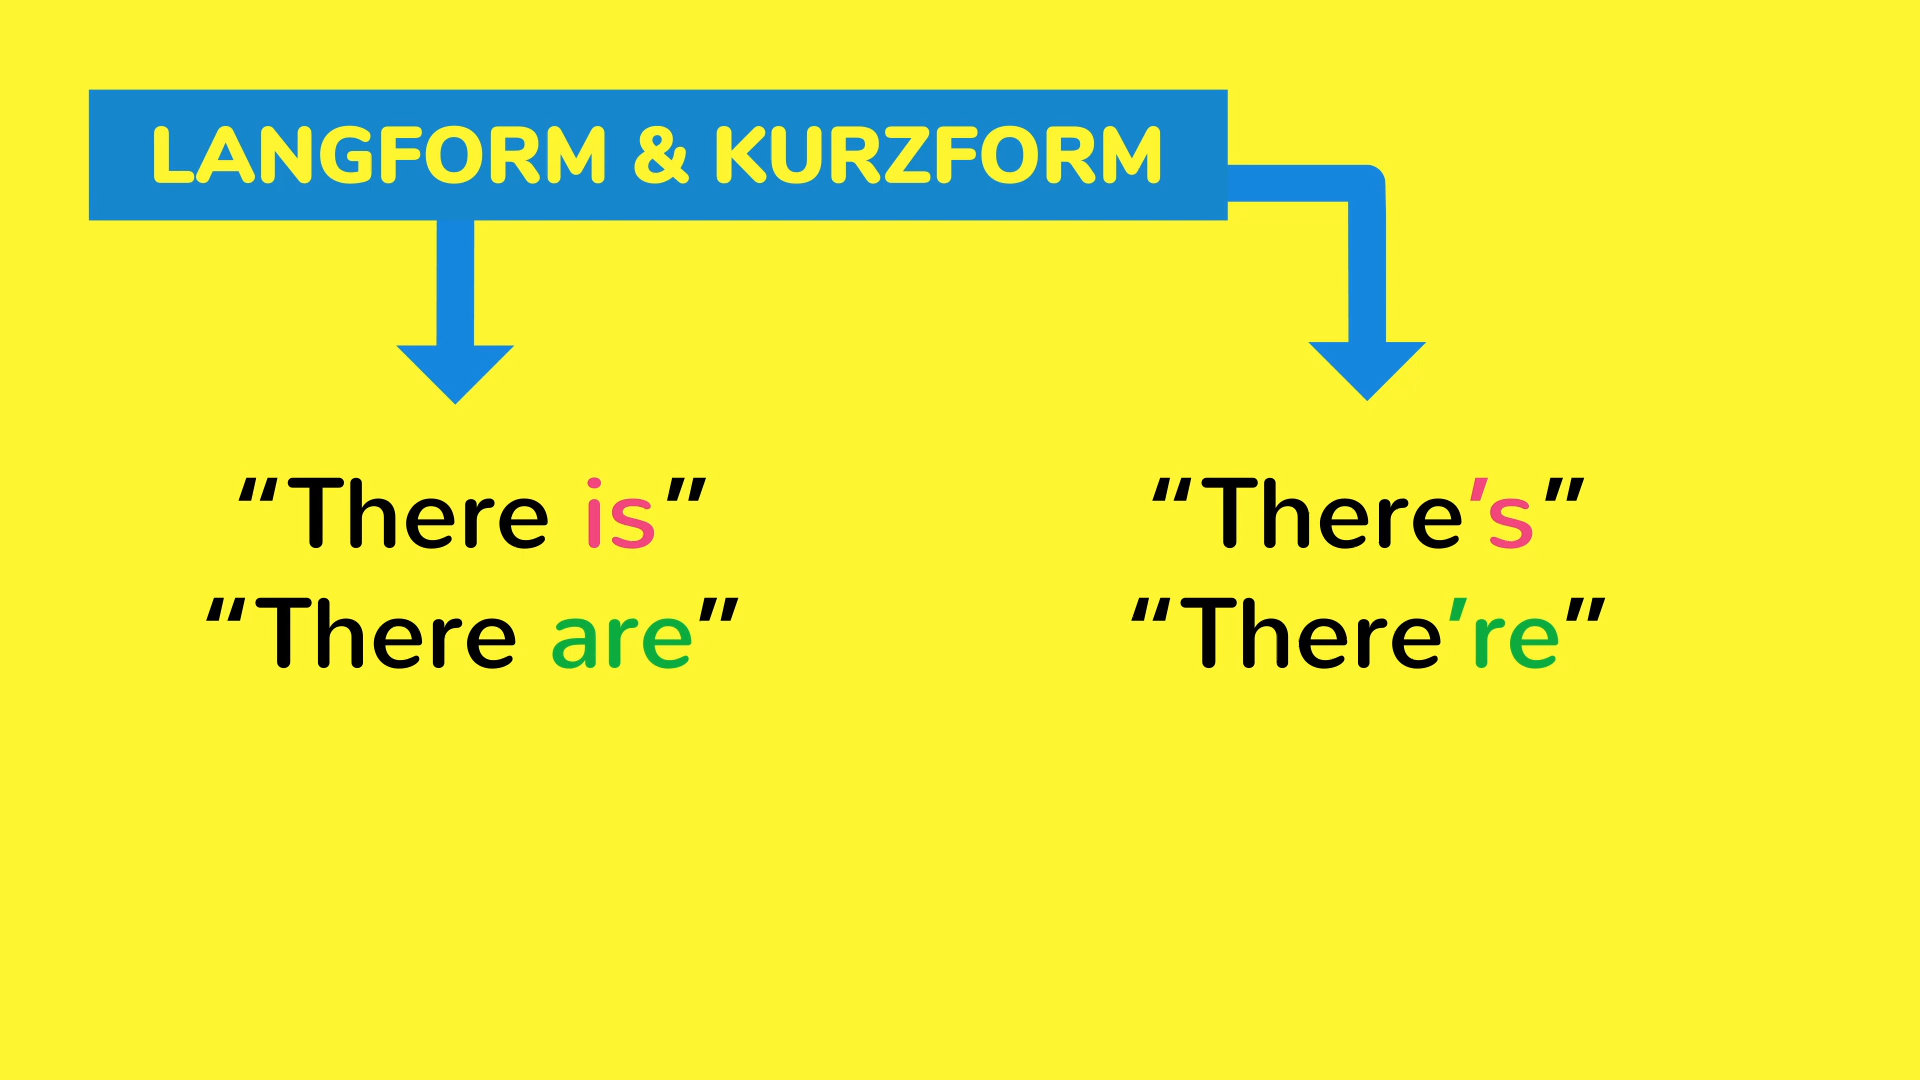 LANGFORM & KURZFORM
“There is”
“There are”
“There's”
“There're”